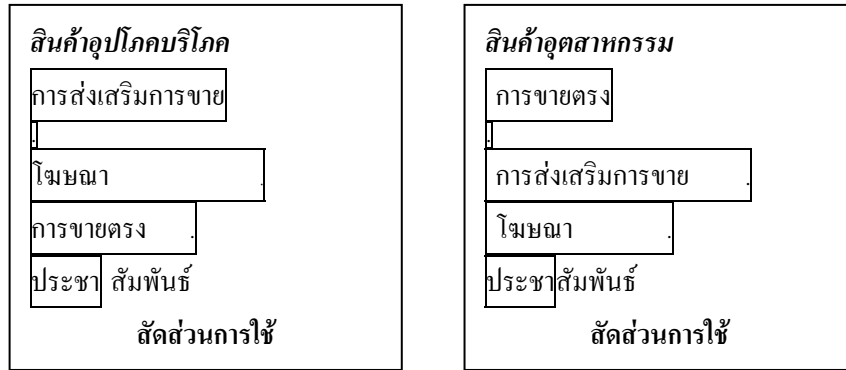 สินค้าอุปโภคบริโภค
การส่งเสริมการขาย
.
โฆษณา .
การขายตรง .
ประชา สัมพันธ์
สัดส่วนการใช้
สินค้าอุตสาหกรรม
การขายตรง
.
การส่งเสริมการขาย .
โฆษณา .
ประชาสัมพันธ์
สัดส่วนการใช้